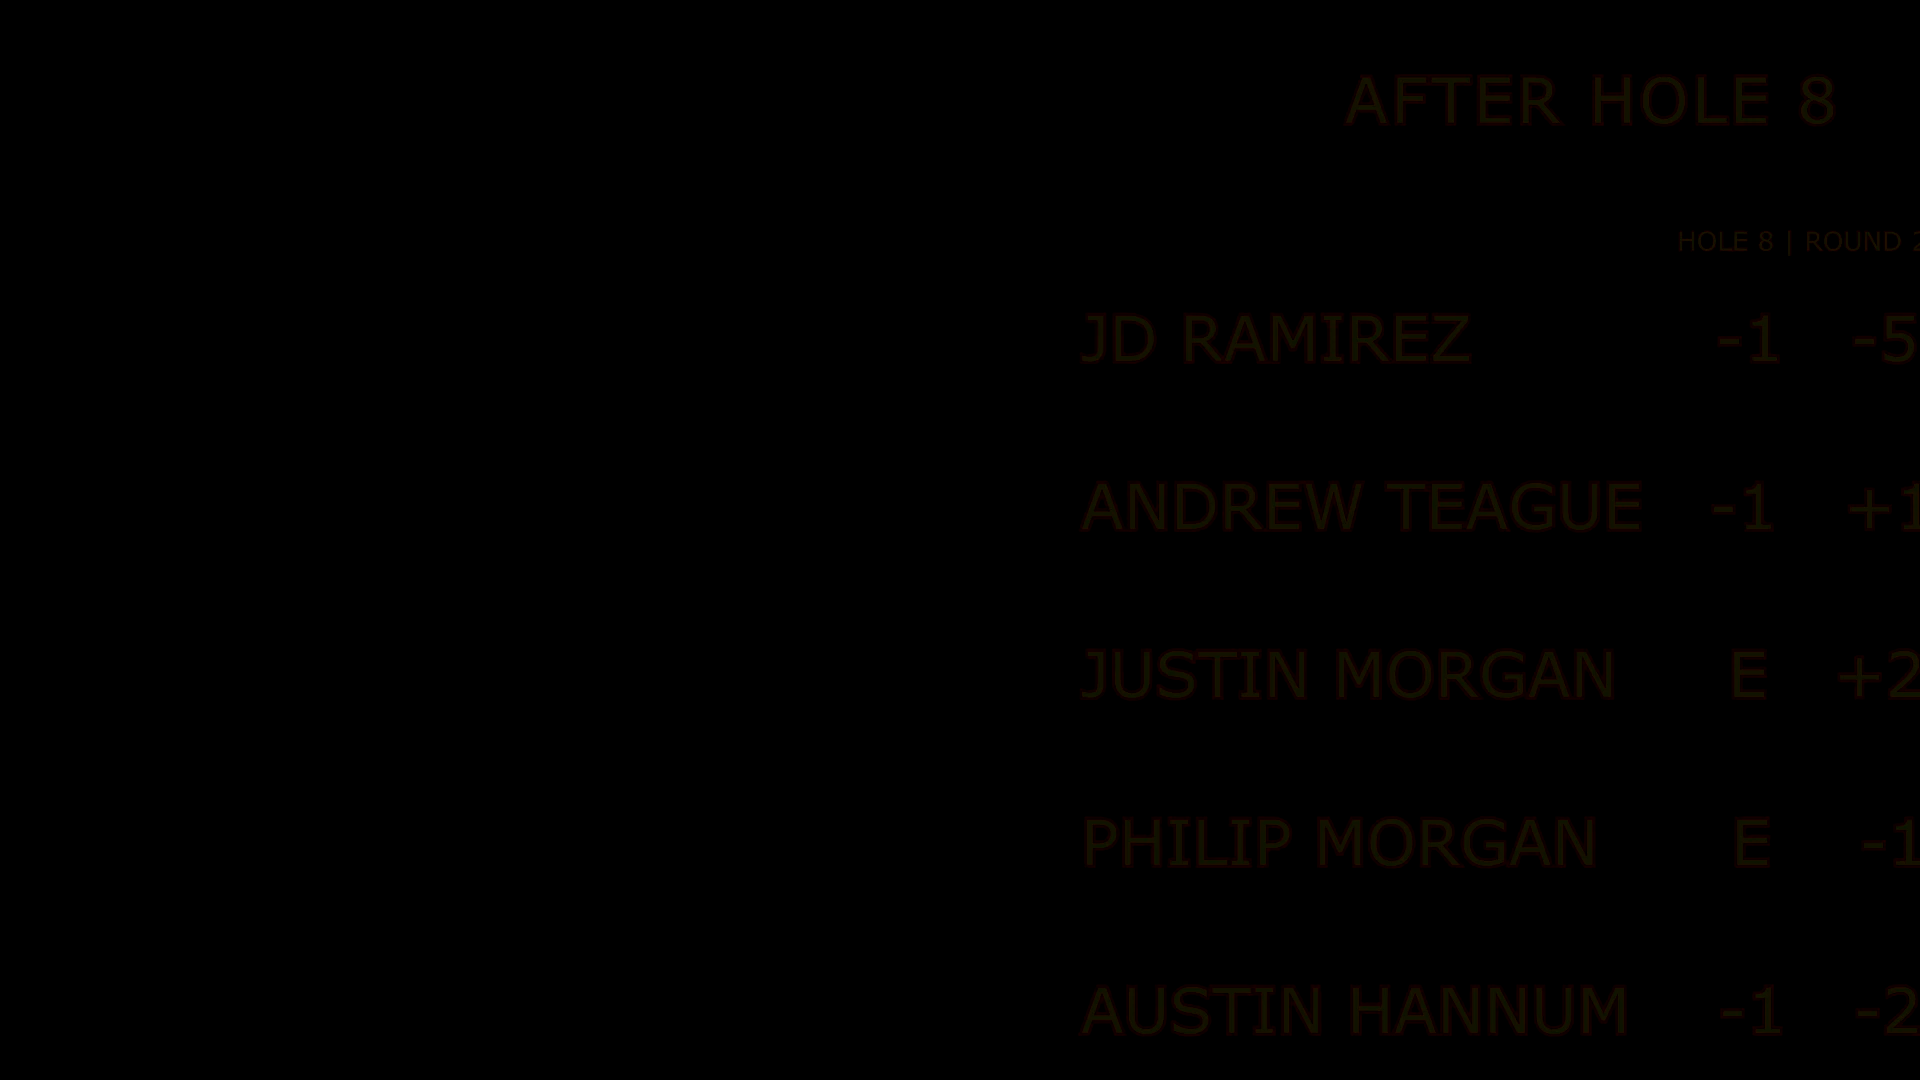 AFTER HOLE 8
HOLE 8 | ROUND 2
JD RAMIREZ -1 -5
ANDREW TEAGUE -1 +1
JUSTIN MORGAN E +2
PHILIP MORGAN E -1
AUSTIN HANNUM -1 -2